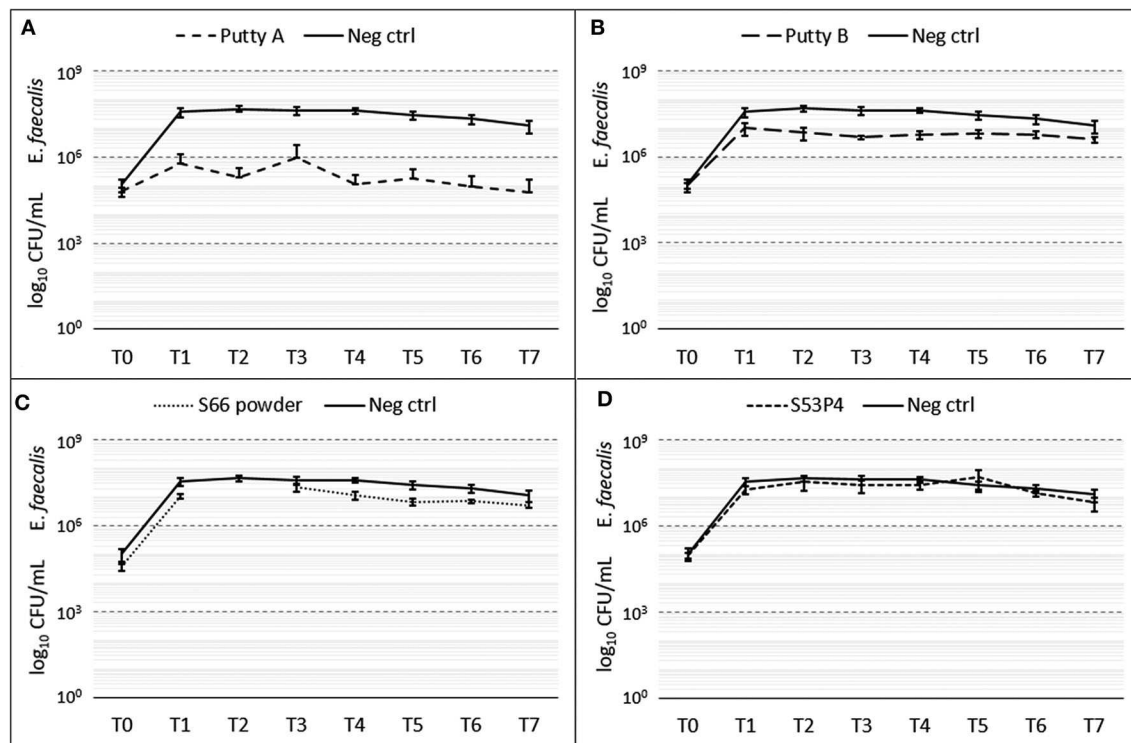 A
Putty A Neg ctrl
10⁹
10⁶
10³
10⁰
log₁₀ CFU/mL E. faecalis
T0 T1 T2 T3 T4 T5 T6 T7
B
Putty B Neg ctrl
10⁹
10⁶
10³
10⁰
log₁₀ CFU/mL E. faecalis
T0 T1 T2 T3 T4 T5 T6 T7
C
S66 powder Neg ctrl
10⁹
10⁶
10³
10⁰
log₁₀ CFU/mL E. faecalis
T0 T1 T2 T3 T4 T5 T6 T7
D
S53P4 Neg ctrl
10⁹
10⁶
10³
10⁰
log₁₀ CFU/mL E. faecalis
T0 T1 T2 T3 T4 T5 T6 T7